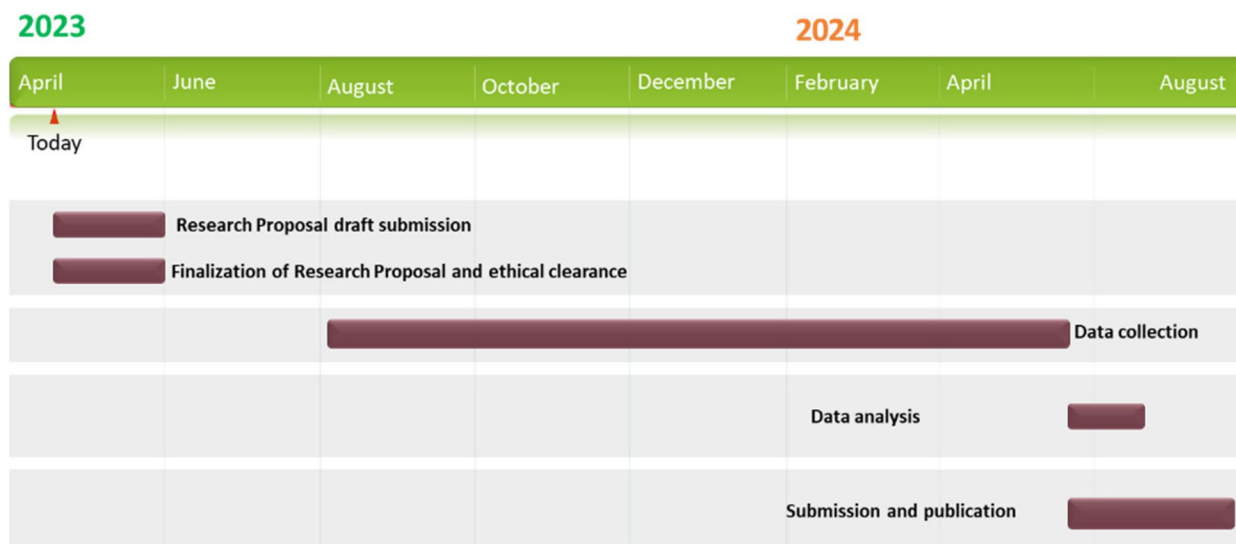 2023
2024
April
June
August
October
December
February
April
August
Today
Research Proposal draft submission
Finalization of Research Proposal and ethical clearance
Data collection
Data analysis
Submission and publication